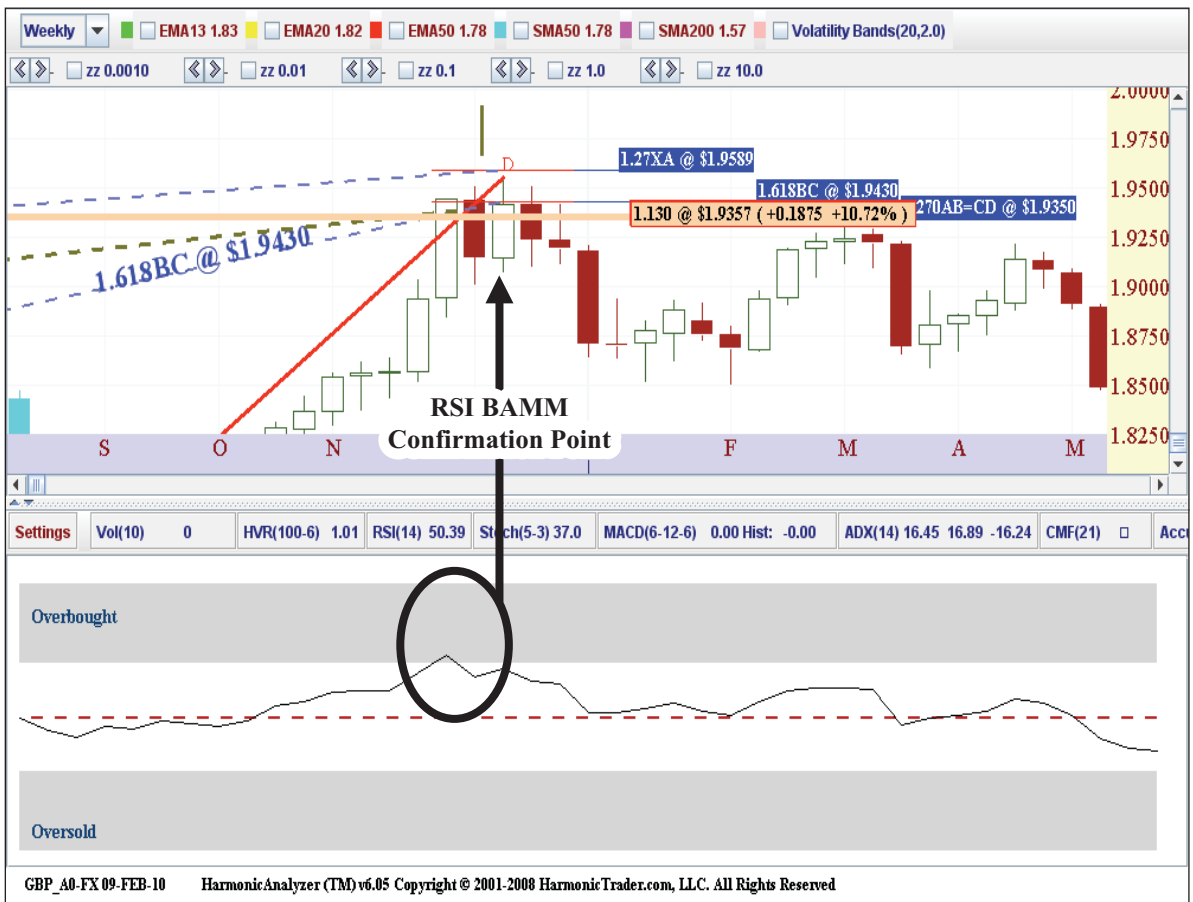 Weekly EMA13 1.83 EMA20 1.82 EMA50 1.78 SMA50 1.78 SMA200 1.57 Volatility Bands(20,2.0)
zz 0.0010 zz 0.01 zz 0.1 zz 1.0 zz 10.0
2.0000
1.9750
D
1.27XA @ $1.9589
1.9500
1.618BC @ $1.9430
270AB=CD @ $1.9350
1.130 @ $1.9357 ( +0.1875 +10.72% )
1.9250
1.618BC @ $1.9430
1.9000
1.8750
1.8500
RSI BAMM
Confirmation Point
1.8250
S O N F M A M
Settings Vol(10) 0 HVR(100-6) 1.01 RSI(14) 50.39 Stoch(5-3) 37.0 MACD(6-12-6) 0.00 Hist: -0.00 ADX(14) 16.45 16.89 -16.24 CMF(21) Accu
Overbought
Oversold
GBP_A0-FX 09-FEB-10 HarmonicAnalyzer (TM) v6.05 Copyright © 2001-2008 HarmonicTrader.com, LLC. All Rights Reserved